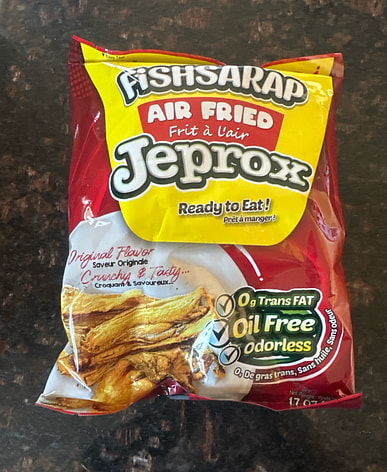 FiSHSARAP
AIR FRIED
Frit à l'air
Jeprox
Ready to Eat!
Prêt à manger!
Original Flavor
Saveur Originale
Crunchy & Tasty...
Croquant & Savoureux...
0g Trans FAT
Oil Free
Odorless
0g De gras trans, Sans huile, Sans odeur